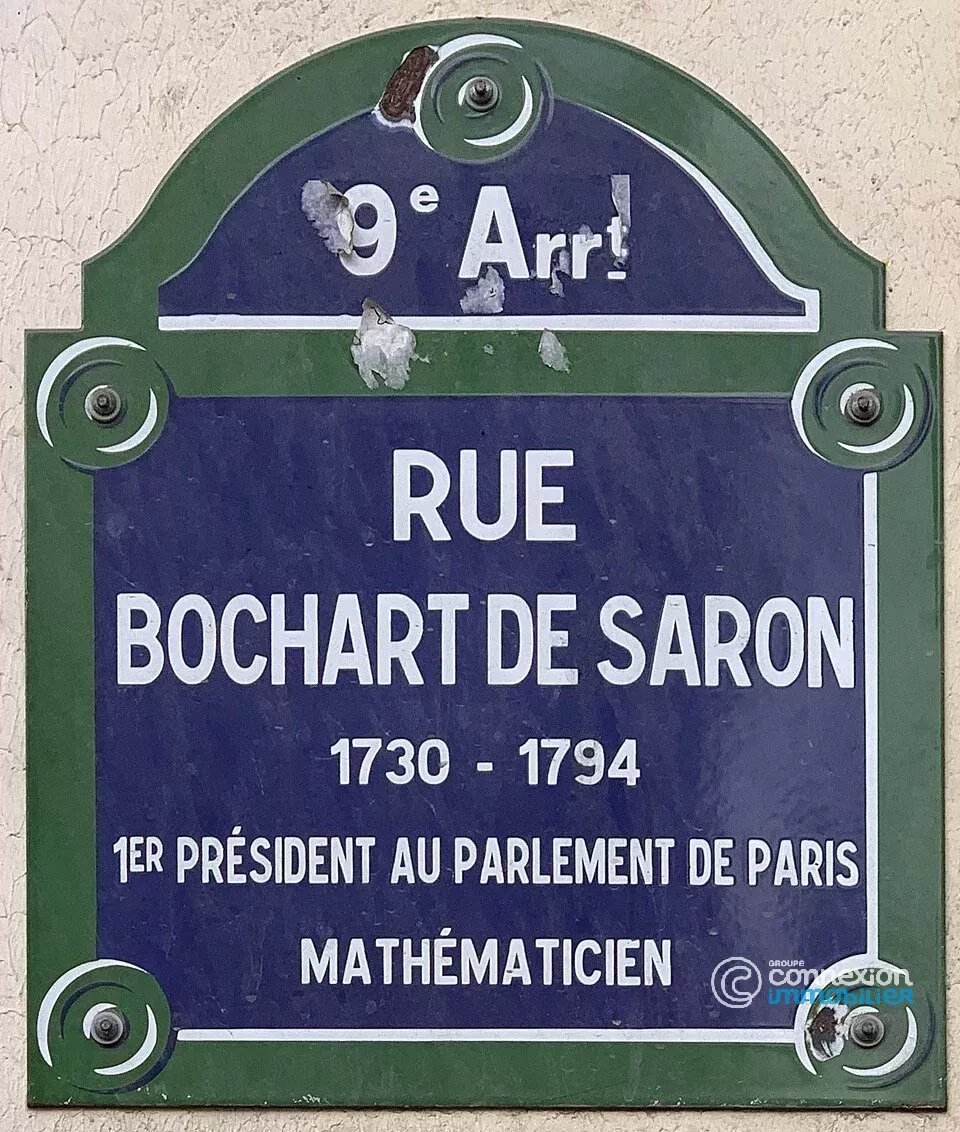 9e Arrt
RUE
BOCHART DE SARON
1730 - 1794
1ER PRÉSIDENT AU PARLEMENT DE PARIS
MATHÉMATICIEN
GROUPE
connexion
immobilier